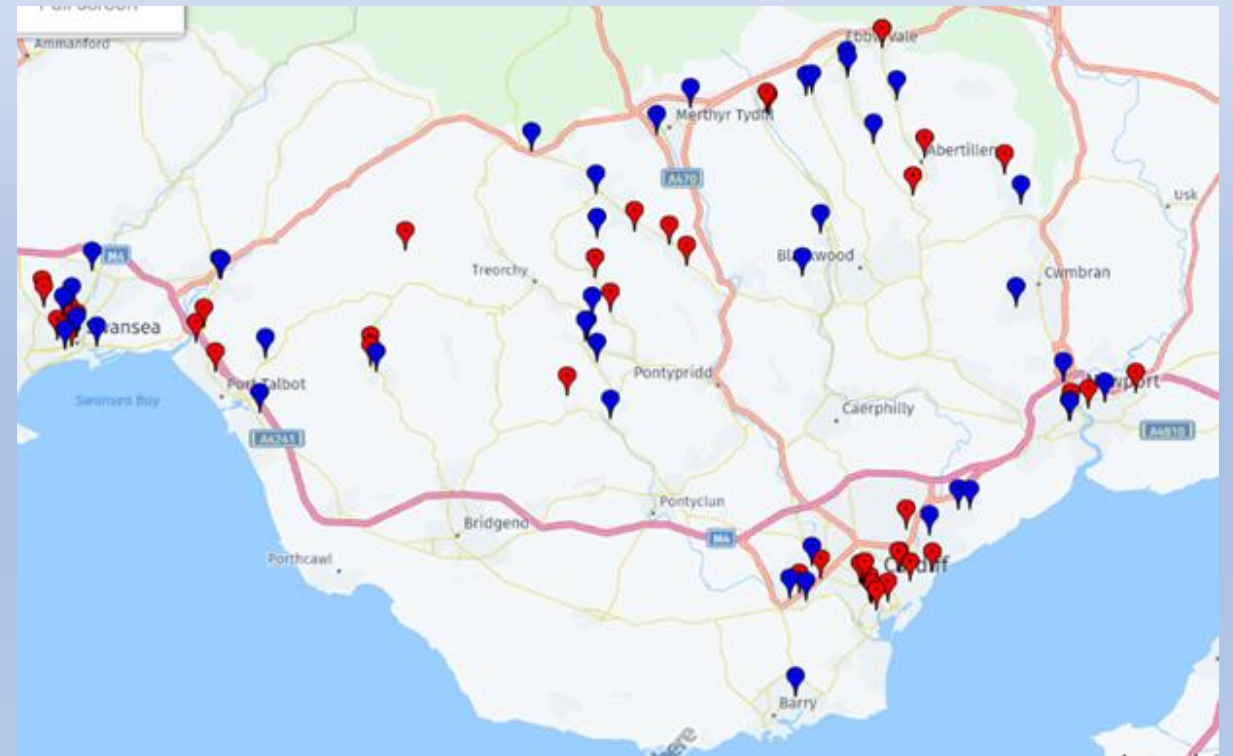 Full screen
Ammanford
Ebbw Vale
Merthyr Tydfil
Abertillery
A470
Usk
M4
Treorchy
Blackwood
Cwmbran
Swansea
Port Talbot
Pontypridd
Newport
Swansea Bay
Caerphilly
A4241
A4810
Pontyclun
Bridgend
M4
Porthcawl
Cardiff
Barry
here